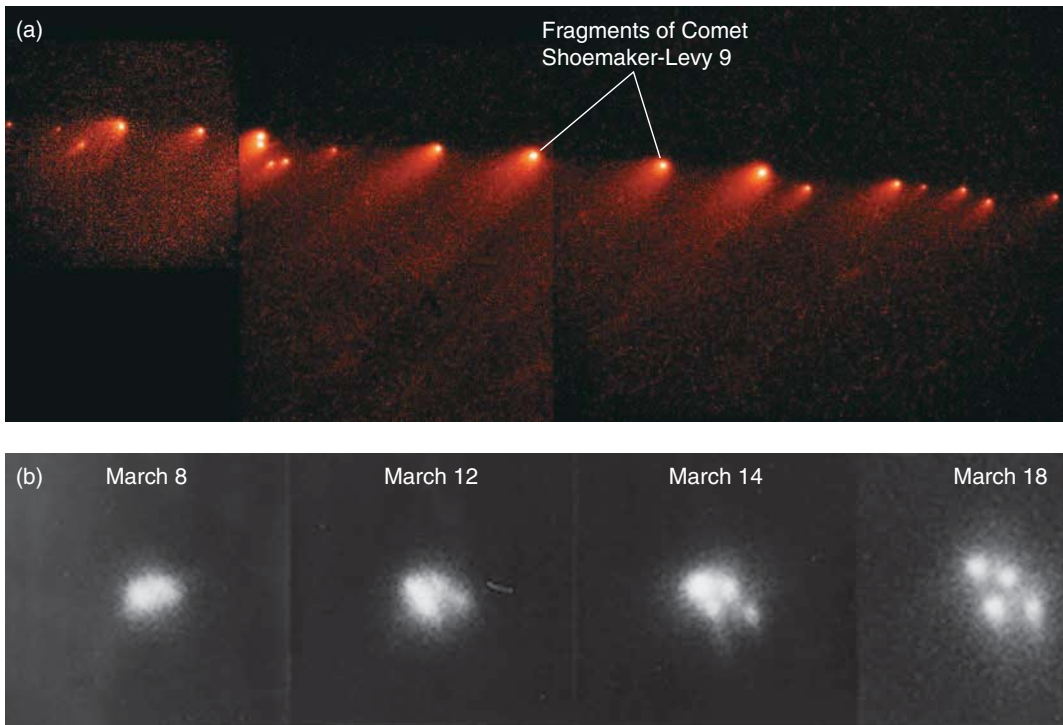 (a)
Fragments of Comet
Shoemaker-Levy 9
(b)
March 8
March 12
March 14
March 18